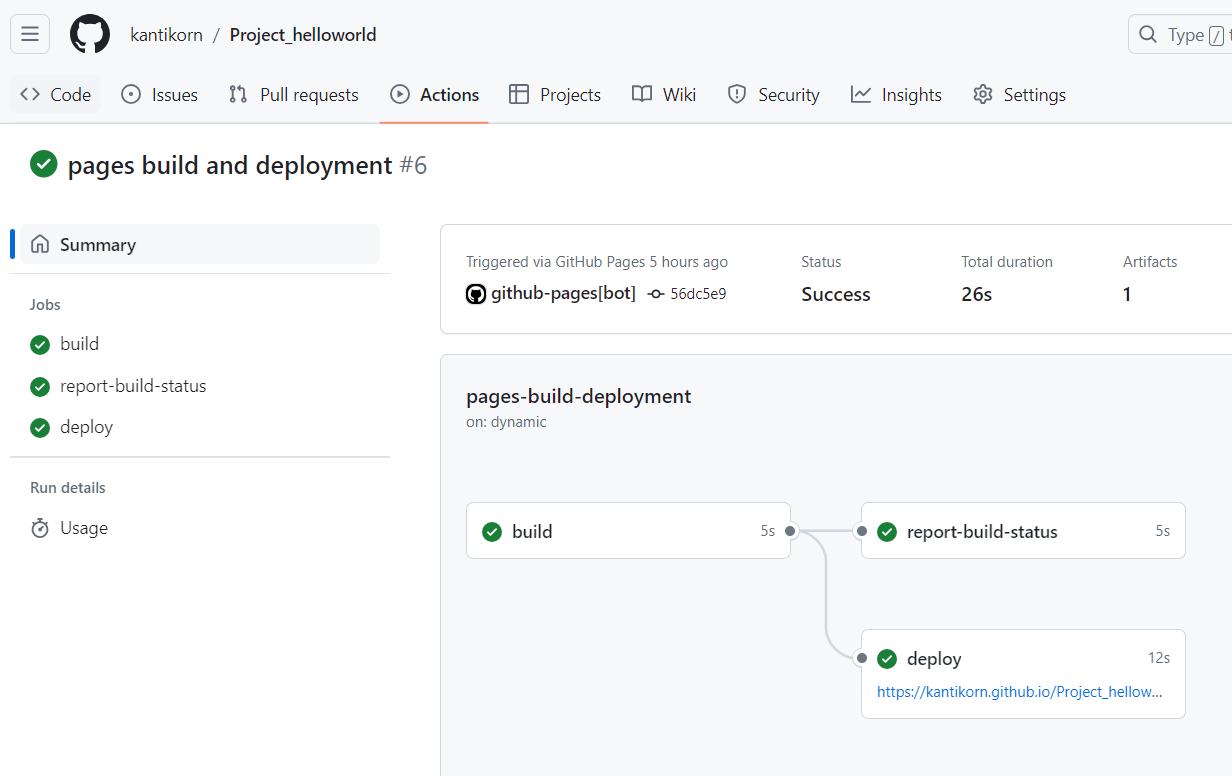 kantikorn / Project_helloworld
Type / t
Code Issues Pull requests Actions Projects Wiki Security Insights Settings
pages build and deployment #6
Summary
Jobs
build
report-build-status
deploy
Run details
Usage
Triggered via GitHub Pages 5 hours ago
github-pages[bot] 56dc5e9
Status
Success
Total duration
26s
Artifacts
1
pages-build-deployment
on: dynamic
build 5s
report-build-status 5s
deploy 12s
https://kantikorn.github.io/Project_hellow...